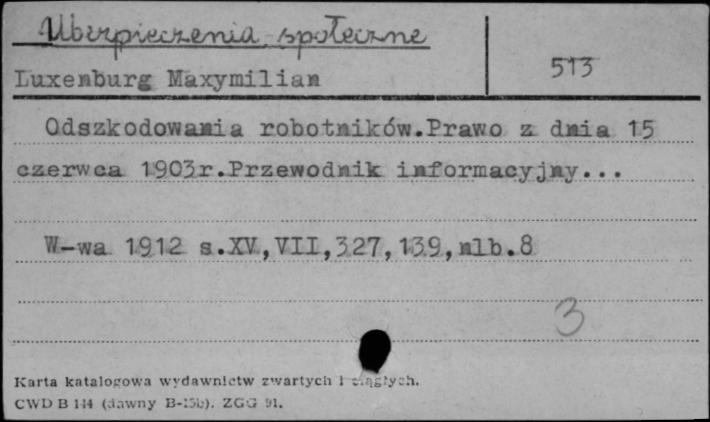 Ubezpieczenia społeczne
Luxenburg Maxymilian
513
Odszkodowania robotników.Prawo z dnia 15
czerwca 1903r.Przewodnik informacyjny...
W-wa 1912 s.XV,VII,327,139,nlb.8
3
Karta katalogowa wydawnictw zwartych i ciągłych.
CWD B 144 (dawny B-15b). ZGG 91.